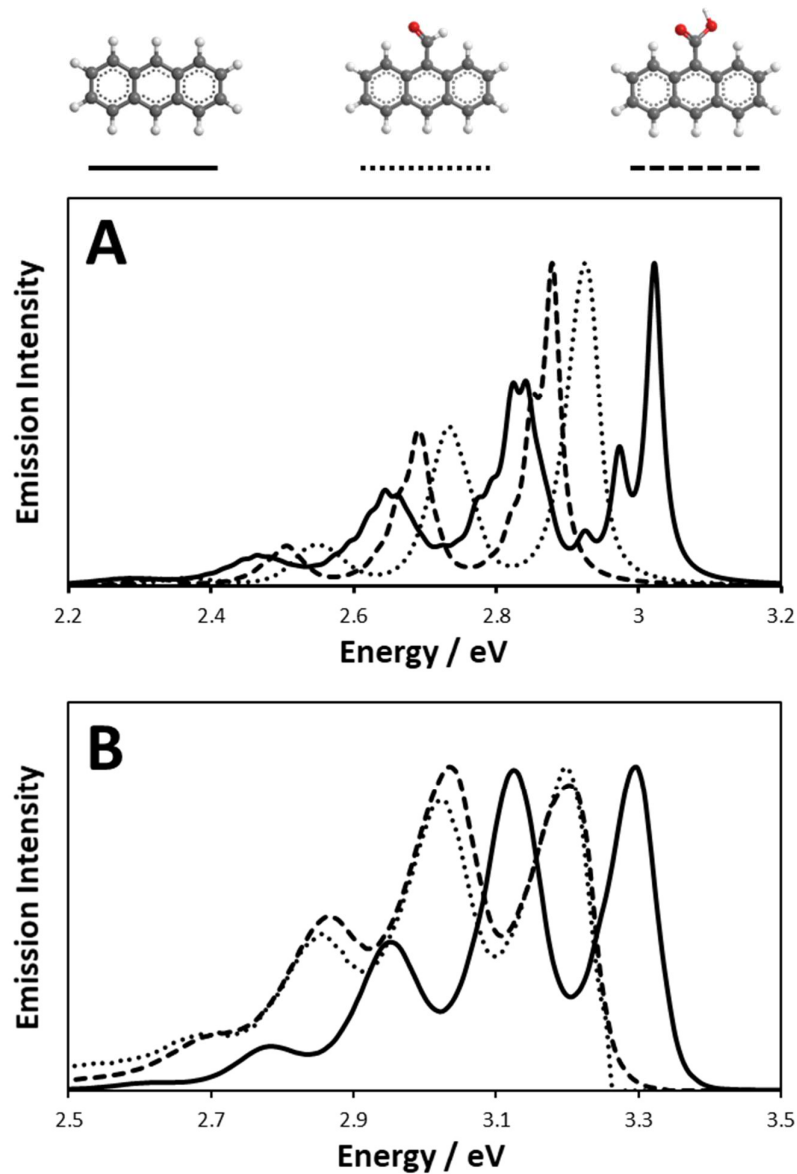 A
Emission Intensity
2.2 2.4 2.6 2.8 3 3.2
Energy / eV
B
Emission Intensity
2.5 2.7 2.9 3.1 3.3 3.5
Energy / eV